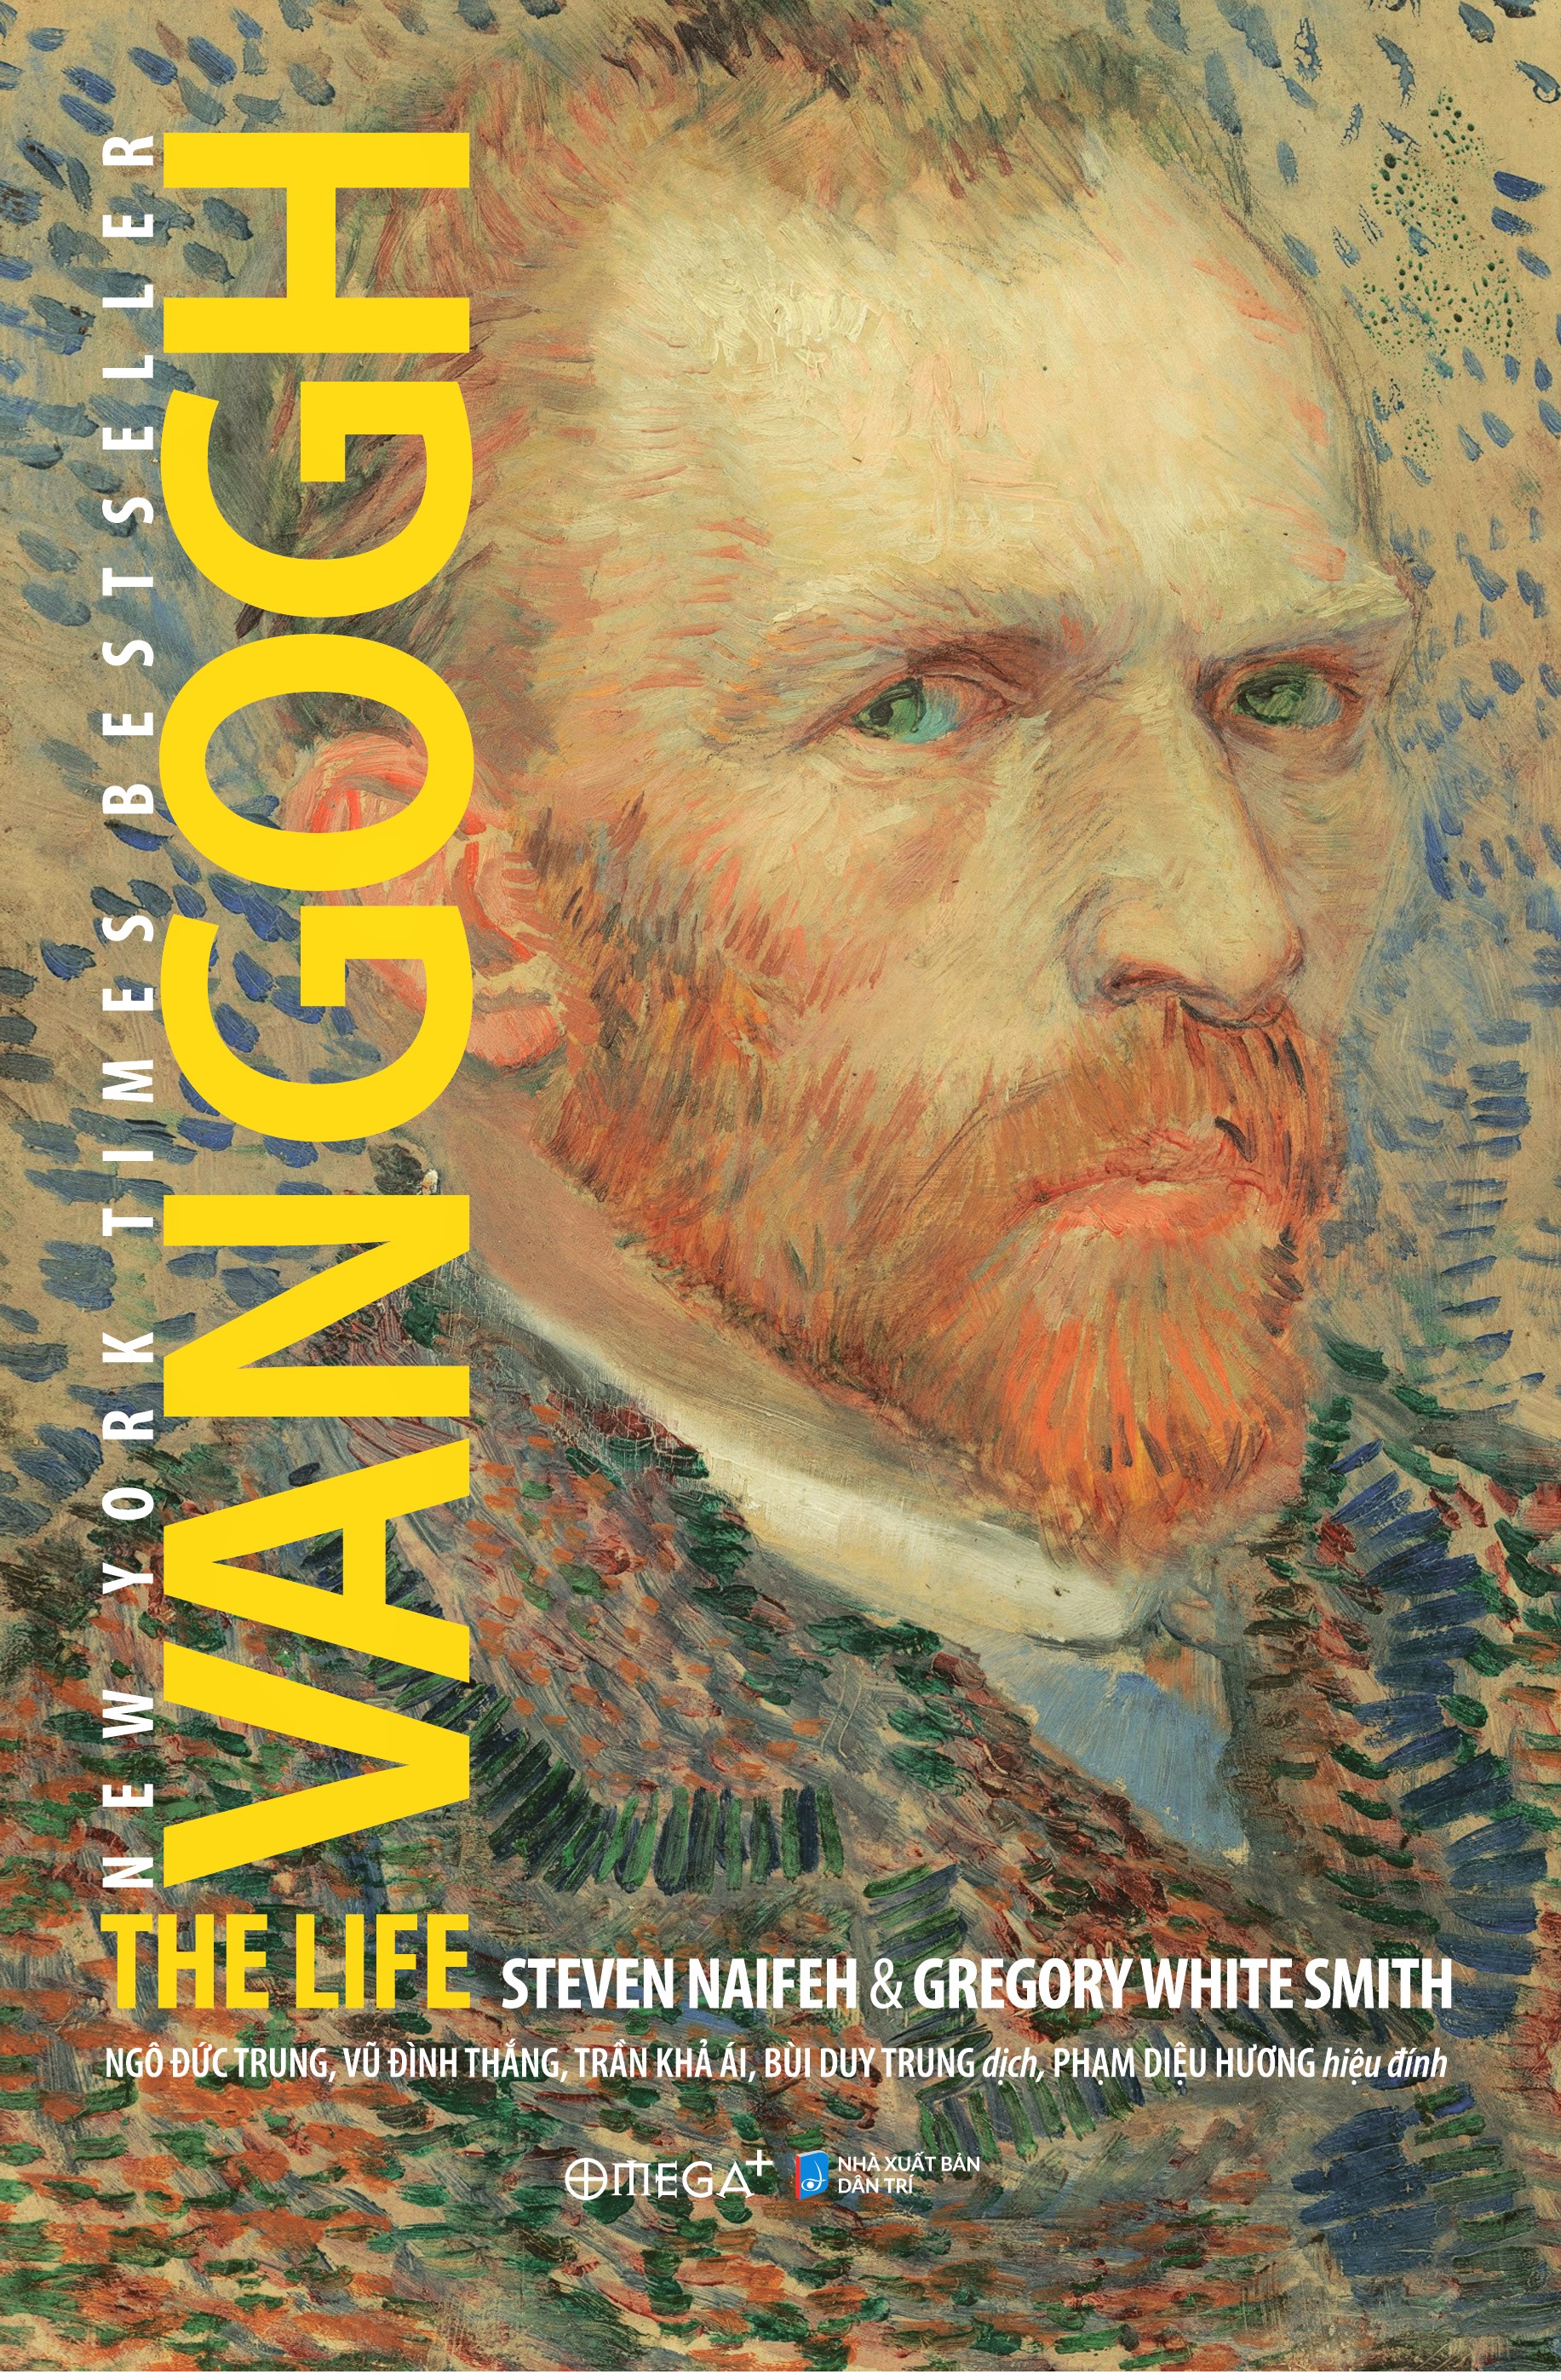 NEW YORK TIMES BESTSELLER
VAN GOGH
THE LIFE
STEVEN NAIFEH & GREGORY WHITE SMITH
NGÔ ĐỨC TRUNG, VŨ ĐÌNH THẮNG, TRẦN KHẢ ÁI, BÙI DUY TRUNG dịch, PHẠM DIỆU HƯƠNG hiệu đính
OMEGA+
NHÀ XUẤT BẢN
DÂN TRÍ